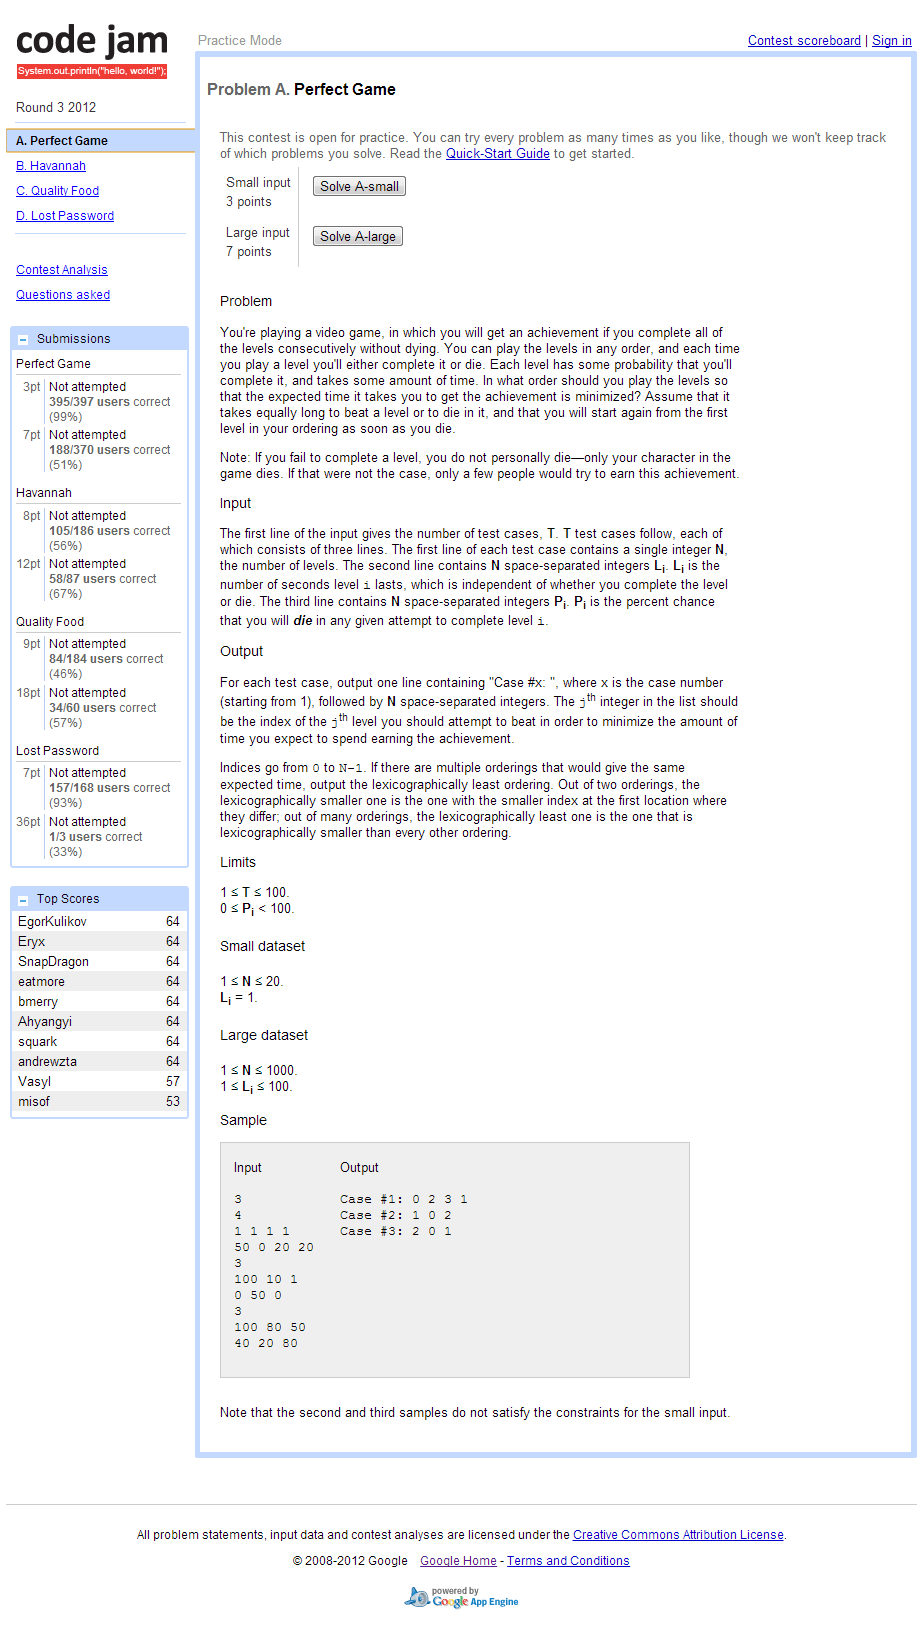 code jam
System.out.println("hello, world!");
Practice Mode
Contest scoreboard | Sign in
Round 3 2012
A. Perfect Game
B. Havannah
C. Quality Food
D. Lost Password
Contest Analysis
Questions asked
Submissions
Perfect Game
3pt Not attempted
395/397 users correct
(99%)
7pt Not attempted
188/370 users correct
(51%)
Havannah
8pt Not attempted
105/186 users correct
(56%)
12pt Not attempted
58/87 users correct
(67%)
Quality Food
9pt Not attempted
84/184 users correct
(46%)
18pt Not attempted
34/60 users correct
(57%)
Lost Password
7pt Not attempted
157/168 users correct
(93%)
36pt Not attempted
1/3 users correct
(33%)
Top Scores
EgorKulikov 64
Eryx 64
SnapDragon 64
eatmore 64
bmerry 64
Ahyangyi 64
squark 64
andrewzta 64
Vasyl 57
misof 53
Problem A. Perfect Game
This contest is open for practice. You can try every problem as many times as you like, though we won't keep track
of which problems you solve. Read the Quick-Start Guide to get started.
Small input
3 points
Solve A-small
Large input
7 points
Solve A-large
Problem
You're playing a video game, in which you will get an achievement if you complete all of
the levels consecutively without dying. You can play the levels in any order, and each time
you play a level you'll either complete it or die. Each level has some probability that you'll
complete it, and takes some amount of time. In what order should you play the levels so
that the expected time it takes you to get the achievement is minimized? Assume that it
takes equally long to beat a level or to die in it, and that you will start again from the first
level in your ordering as soon as you die.
Note: If you fail to complete a level, you do not personally die—only your character in the
game dies. If that were not the case, only a few people would try to earn this achievement.
Input
The first line of the input gives the number of test cases, T. T test cases follow, each of
which consists of three lines. The first line of each test case contains a single integer N,
the number of levels. The second line contains N space-separated integers Li. Li is the
number of seconds level i lasts, which is independent of whether you complete the level
or die. The third line contains N space-separated integers Pi. Pi is the percent chance
that you will die in any given attempt to complete level i.
Output
For each test case, output one line containing "Case #x: ", where x is the case number
(starting from 1), followed by N space-separated integers. The jth integer in the list should
be the index of the jth level you should attempt to beat in order to minimize the amount of
time you expect to spend earning the achievement.
Indices go from 0 to N-1. If there are multiple orderings that would give the same
expected time, output the lexicographically least ordering. Out of two orderings, the
lexicographically smaller one is the one with the smaller index at the first location where
they differ; out of many orderings, the lexicographically least one is the one that is
lexicographically smaller than every other ordering.
Limits
1 ≤ T ≤ 100.
0 ≤ Pi < 100.
Small dataset
1 ≤ N ≤ 20.
Li = 1.
Large dataset
1 ≤ N ≤ 1000.
1 ≤ Li ≤ 100.
Sample
Input Output
3 Case #1: 0 2 3 1
4 Case #2: 1 0 2
1 1 1 1 Case #3: 2 0 1
50 0 20 20
3
100 10 1
0 50 0
3
100 80 50
40 20 80
Note that the second and third samples do not satisfy the constraints for the small input.
All problem statements, input data and contest analyses are licensed under the Creative Commons Attribution License.
© 2008-2012 Google Google Home - Terms and Conditions
powered by
Google App Engine